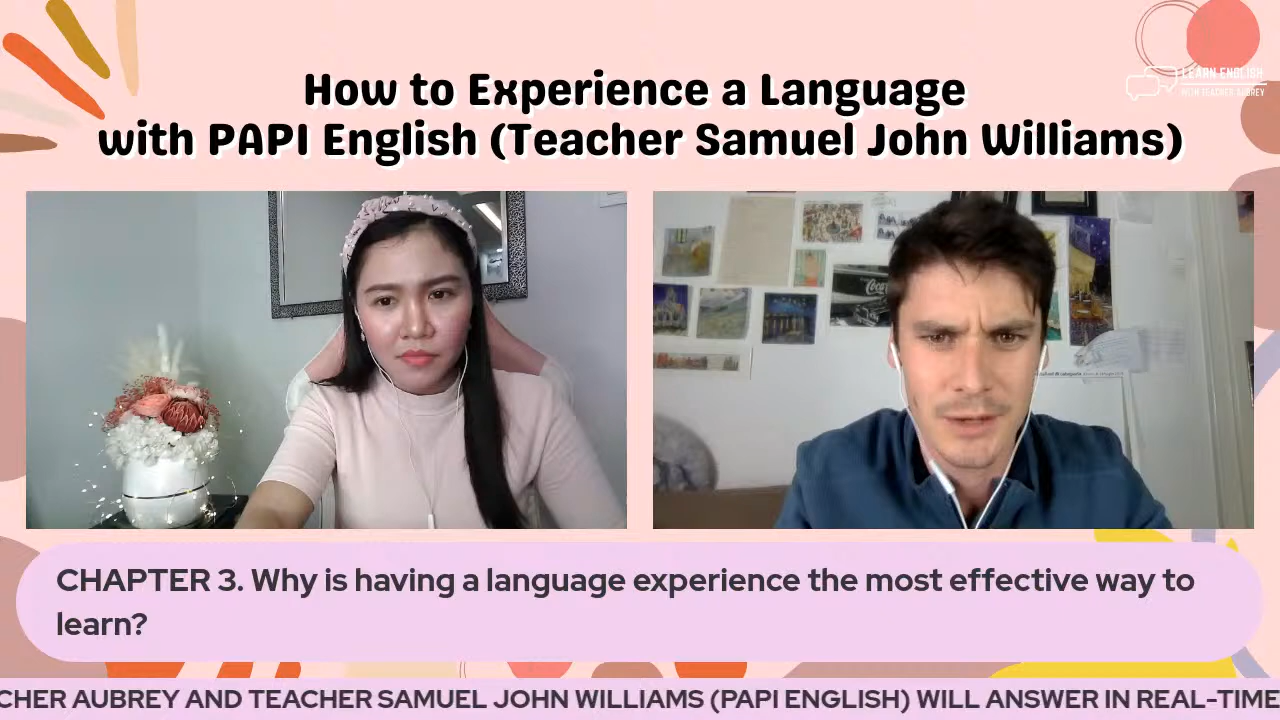 LEARN ENGLISH
WITH TEACHER AUBREY
How to Experience a Language
with PAPI English (Teacher Samuel John Williams)
Coca
CHAPTER 3. Why is having a language experience the most effective way to
learn?
CHER AUBREY AND TEACHER SAMUEL JOHN WILLIAMS (PAPI ENGLISH) WILL ANSWER IN REAL-TIME